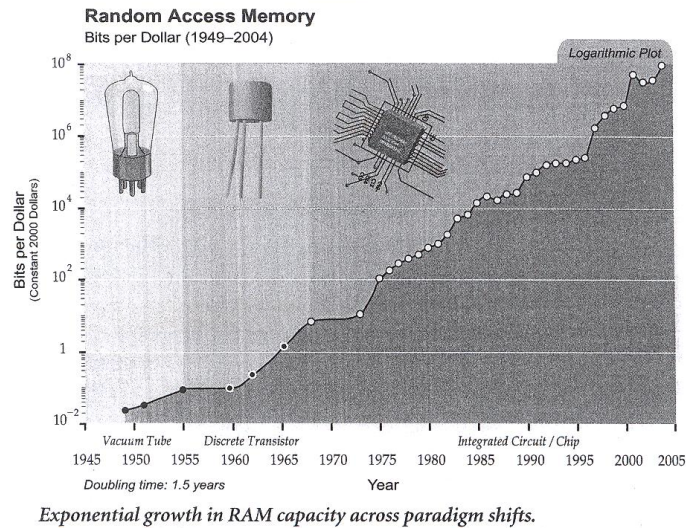 Random Access Memory
Bits per Dollar (1949–2004)
Logarithmic Plot
10⁸
10⁶
10⁴
10²
1
10⁻²
Bits per Dollar
(Constant 2000 Dollars)
Vacuum Tube Discrete Transistor Integrated Circuit / Chip
1945 1950 1955 1960 1965 1970 1975 1980 1985 1990 1995 2000 2005
Doubling time: 1.5 years Year
Exponential growth in RAM capacity across paradigm shifts.